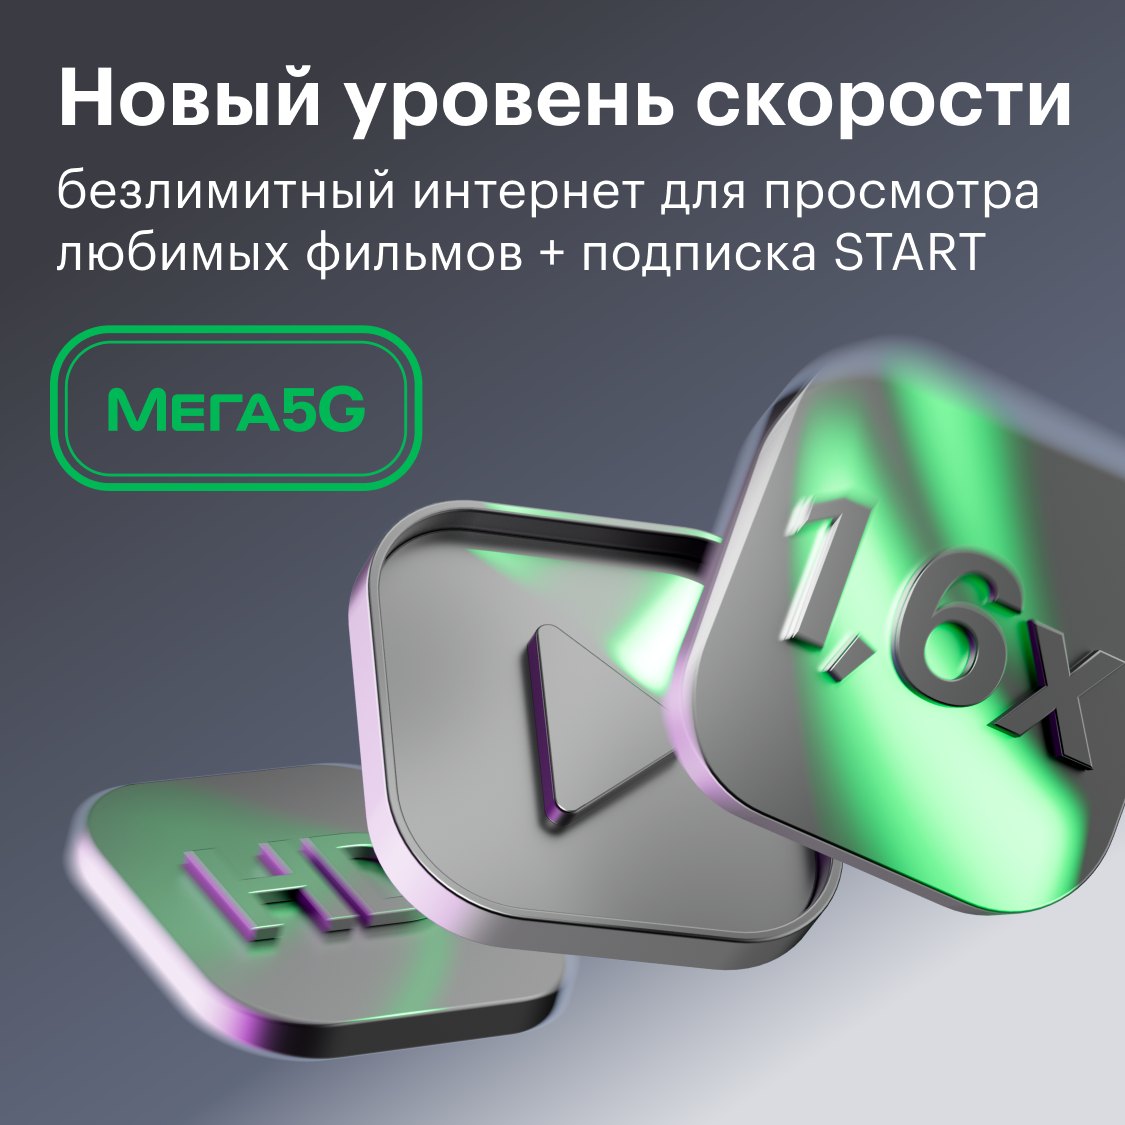 Новый уровень скорости
безлимитный интернет для просмотра
любимых фильмов + подписка START
МЕГА5G
1,6x
HD